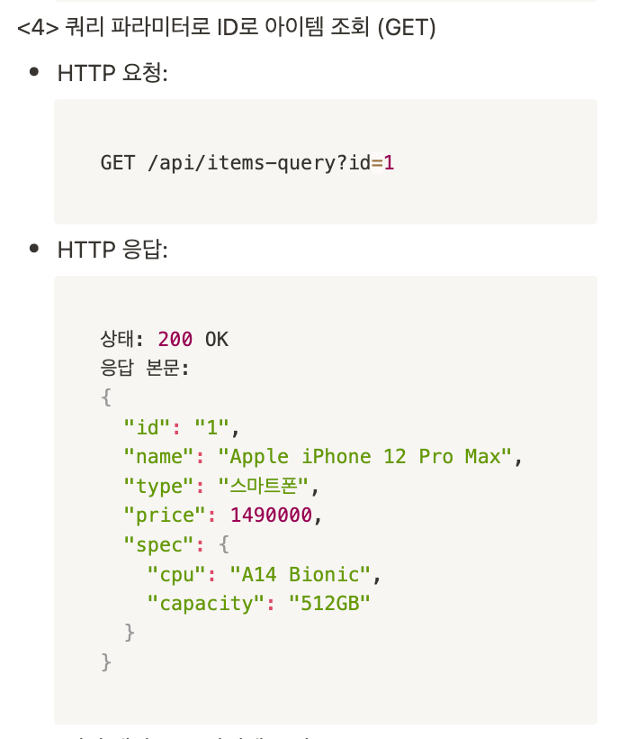 <4> 쿼리 파라미터로 ID로 아이템 조회 (GET)
• HTTP 요청:
GET /api/items-query?id=1
• HTTP 응답:
상태: 200 OK
응답 본문:
{
"id": "1",
"name": "Apple iPhone 12 Pro Max",
"type": "스마트폰",
"price": 1490000,
"spec": {
"cpu": "A14 Bionic",
"capacity": "512GB"
}
}